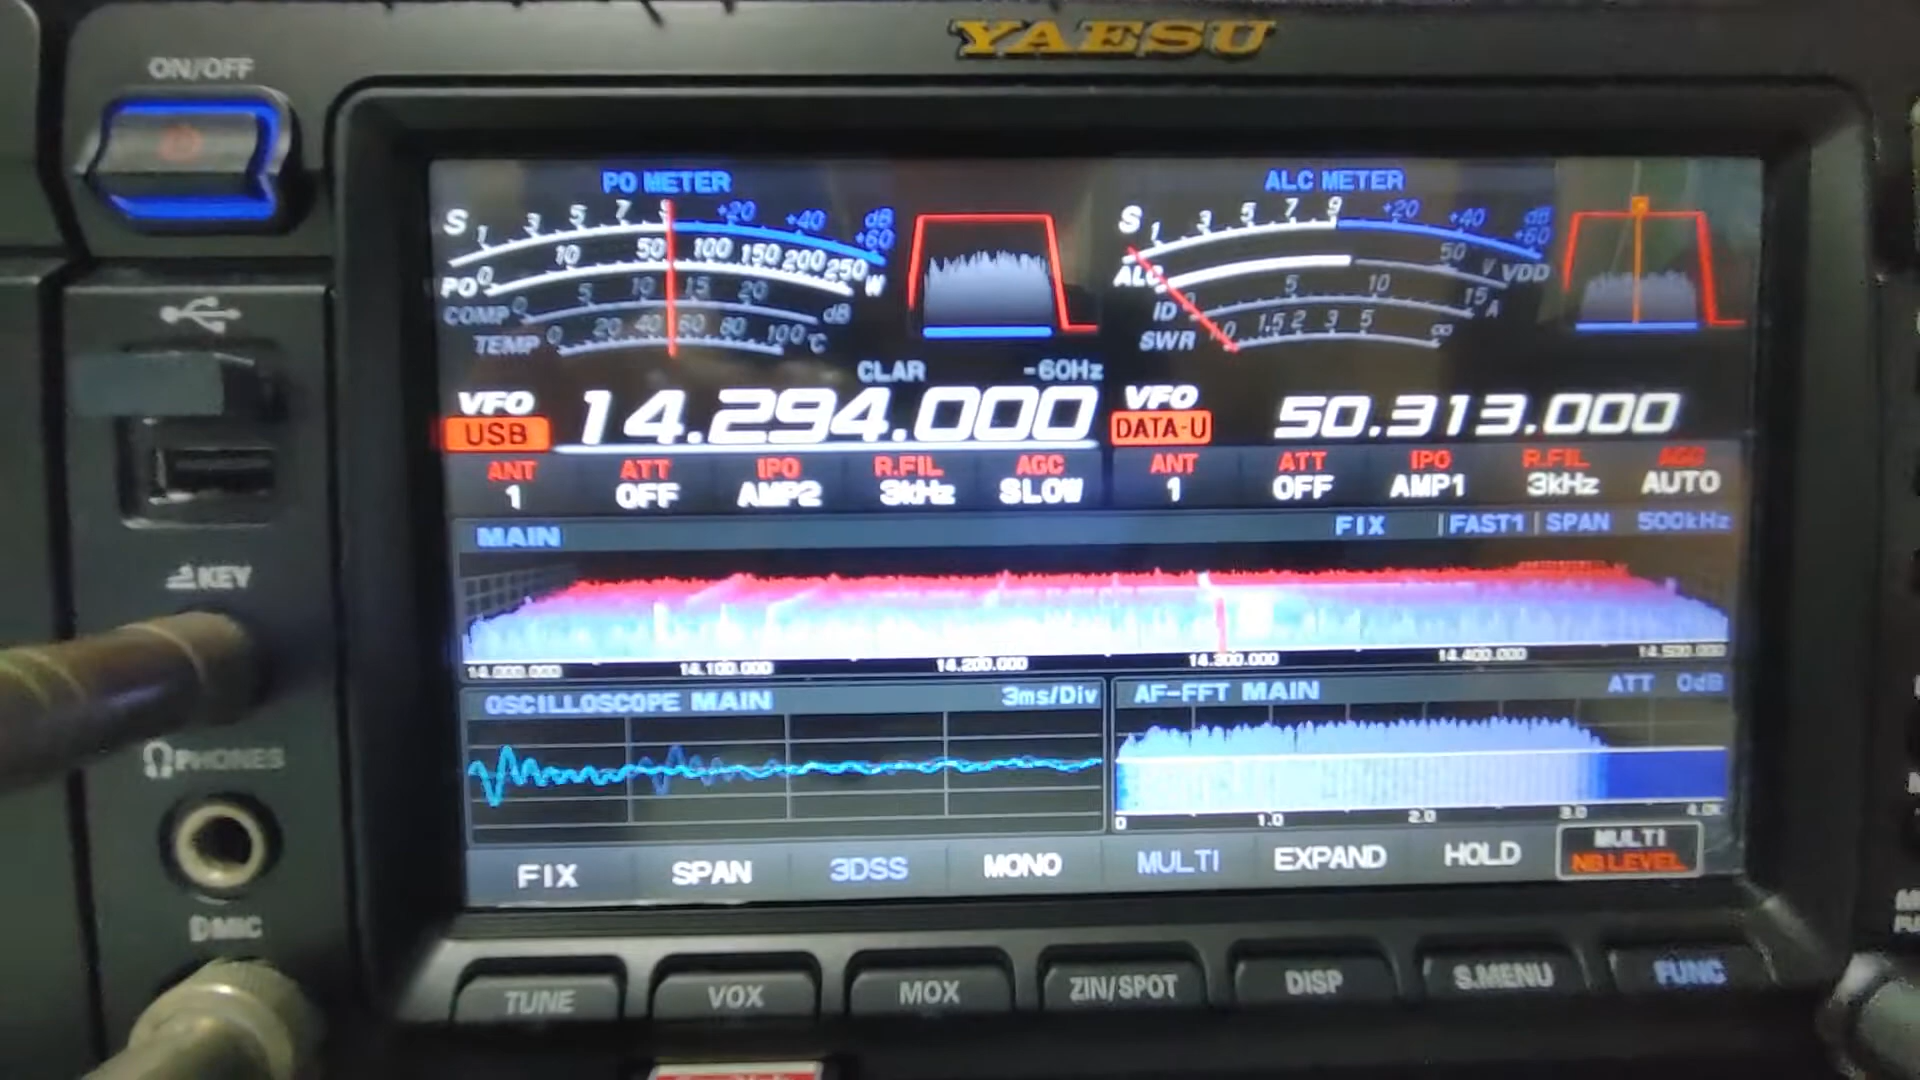 YAESU
ON/OFF
PO METER
ALC METER
S 1 3 5 7 9 +20 +40 +60 dB
PO 0 10 50 100 150 200 250 W
COMP 0 5 10 15 20 dB
TEMP 0 20 40 60 80 100 °C
S 1 3 5 7 9 +20 +40 +60 dB
ALC 50 V VDD
ID 0 5 10 15 A
SWR 0 1.5 2 3 5 ∞
CLAR -60Hz
VFO 14.294.000
USB
VFO 50.313.000
DATA-U
ANT ATT IPO R.FIL AGC ANT ATT IPO R.FIL AGC
1 OFF AMP2 3kHz SLOW 1 OFF AMP1 3kHz AUTO
MAIN FIX FAST1 SPAN 500kHz
14.000.000 14.100.000 14.200.000 14.300.000 14.400.000 14.500.000
OSCILLOSCOPE MAIN 3ms/Div
AF-FFT MAIN ATT 0dB
0 1.0 2.0 3.0 4.0K
FIX SPAN 3DSS MONO MULTI EXPAND HOLD MULTI
NB LEVEL
KEY
PHONES
MIC
TUNE VOX MOX ZIN/SPOT DISP S.MENU FUNC